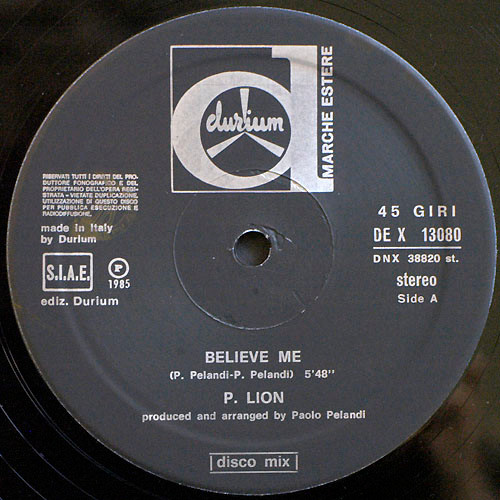 durium
MARCHE ESTERE
RISERVATI TUTTI I DIRITTI DEL PRO-
DUTTORE FONOGRAFICO E DEL
PROPRIETARIO DELL'OPERA REGI-
STRATA - VIETATE DUPLICAZIONE,
UTILIZZAZIONE DI QUESTO DISCO
PER PUBBLICA ESECUZIONE E
RADIODIFFUSIONE.
made in Italy
by Durium
S.I.A.E.
P
1985
ediz. Durium
45 GIRI
DE X 13080
DNX 38820 st.
stereo
Side A
BELIEVE ME
(P. Pelandi-P. Pelandi) 5'48"
P. LION
produced and arranged by Paolo Pelandi
disco mix